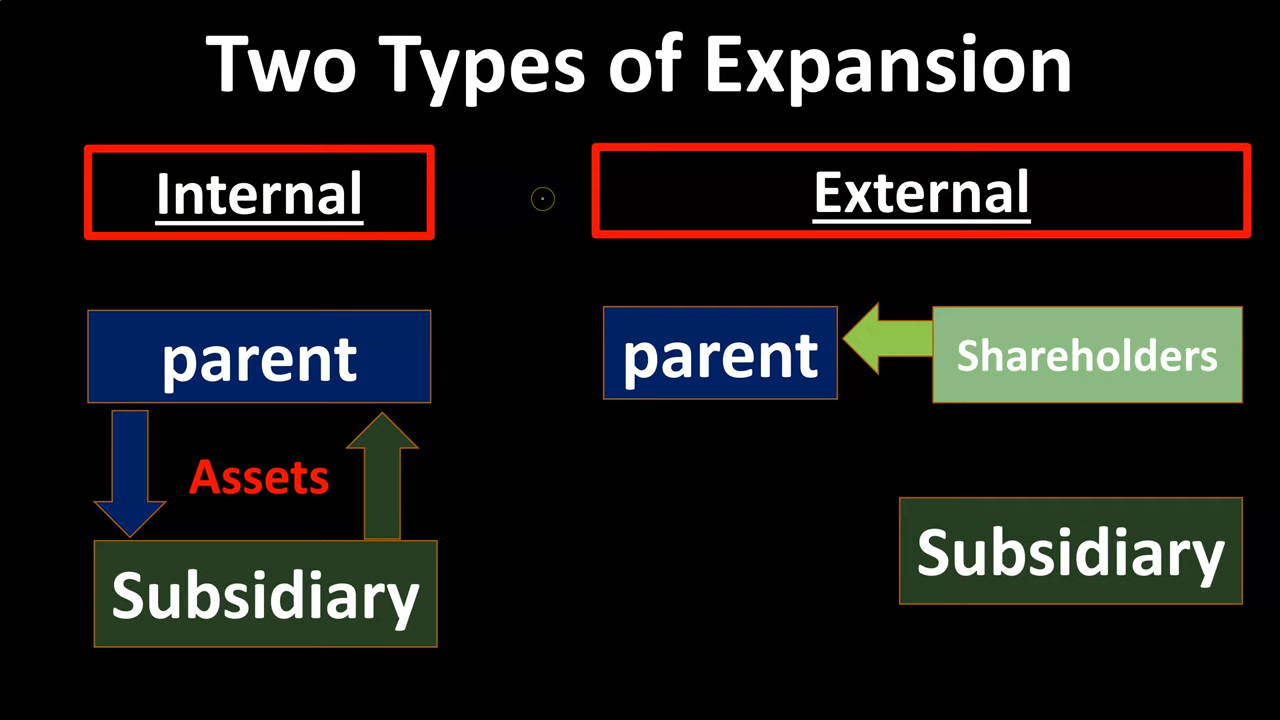 Two Types of Expansion
Internal
External
parent
parent
Shareholders
Assets
Subsidiary
Subsidiary